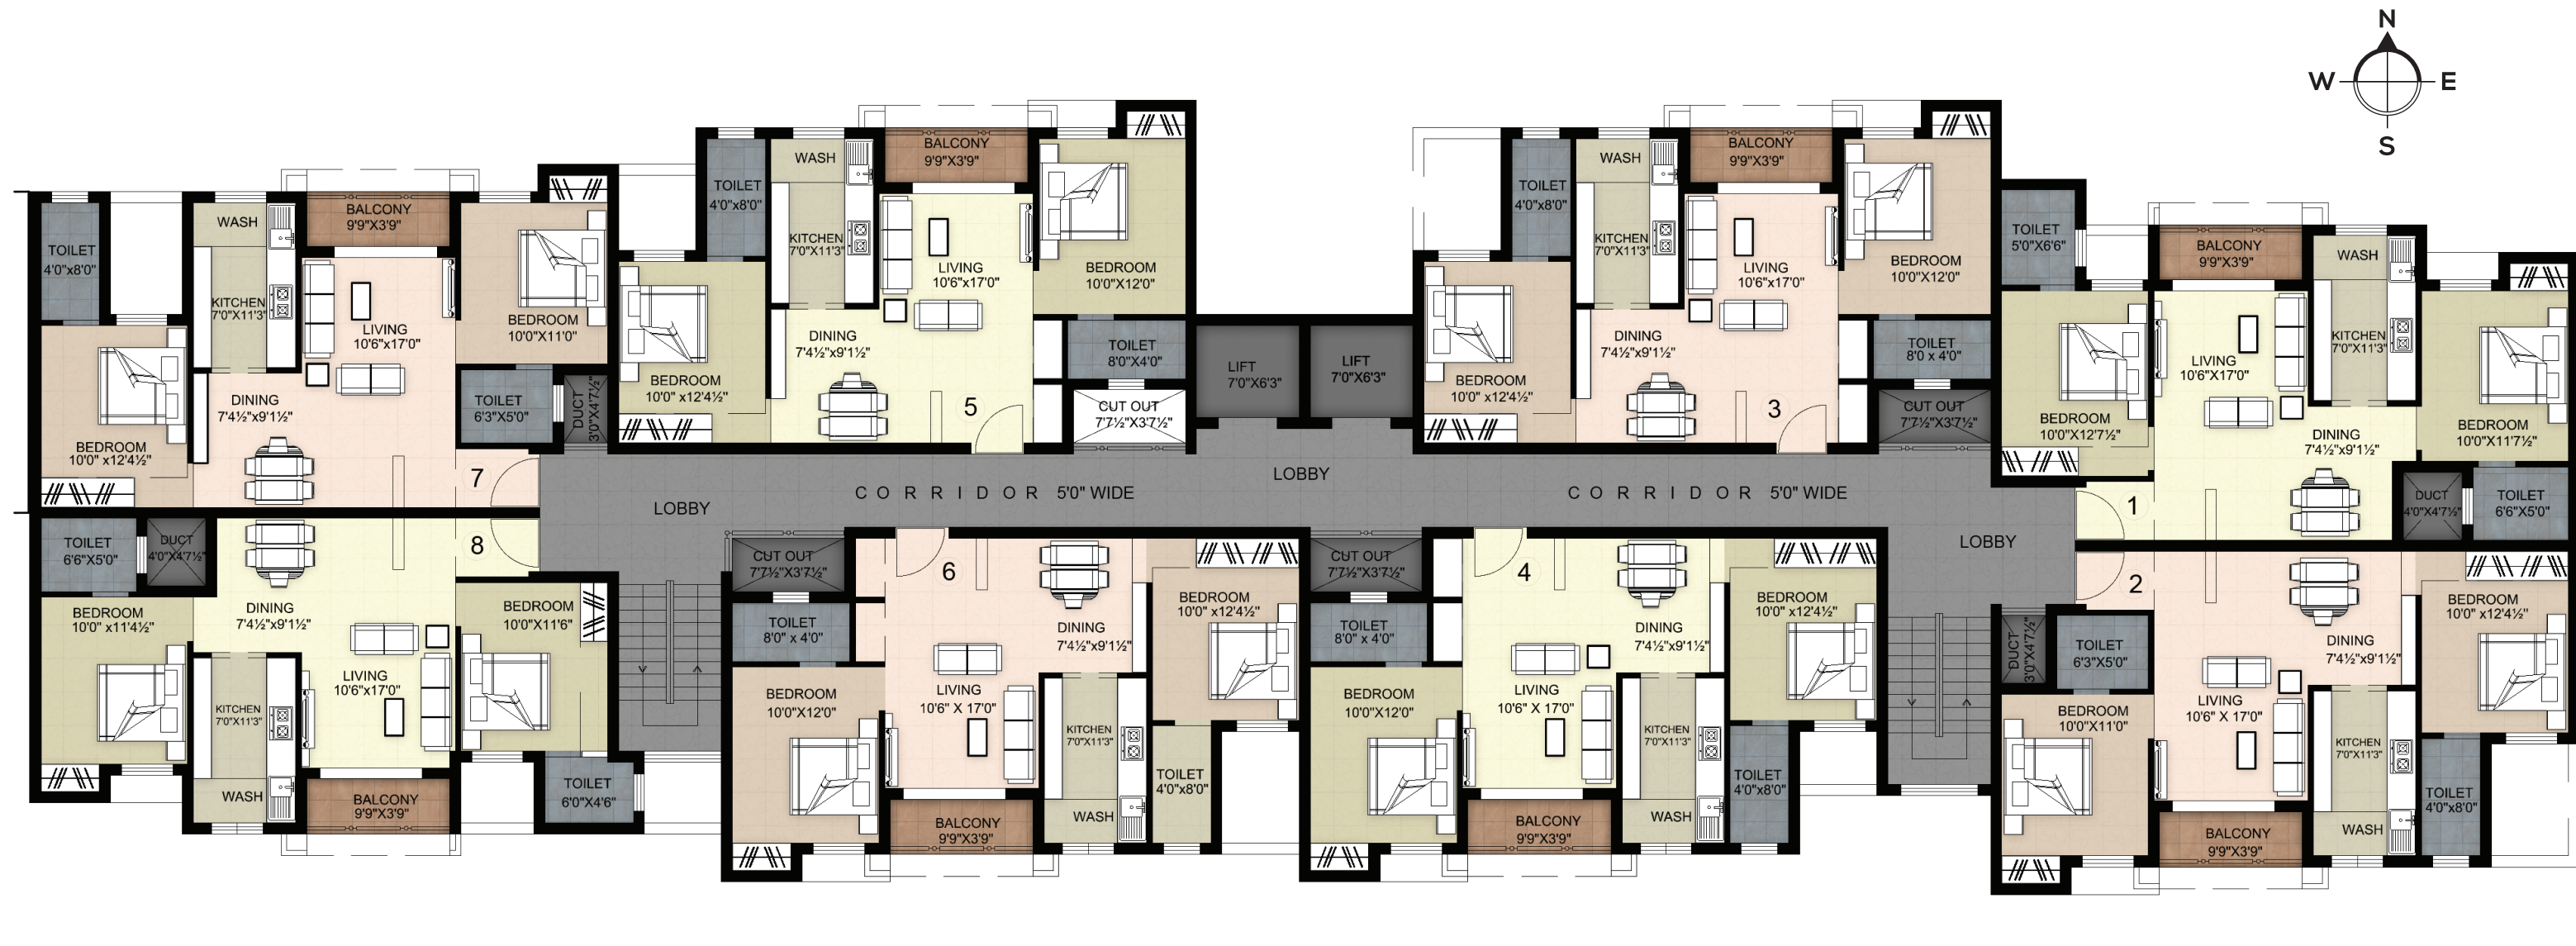 N
W E
S
TOILET
4'0"x8'0"
WASH
KITCHEN
7'0"X11'3"
BALCONY
9'9"X3'9"
LIVING
10'6"x17'0"
BEDROOM
10'0"X11'0"
TOILET
6'3"X5'0"
DUCT
3'0"X4'7½"
DINING
7'4½"x9'1½"
BEDROOM
10'0" x12'4½"
7
TOILET
4'0"x8'0"
WASH
KITCHEN
7'0"X11'3"
BALCONY
9'9"X3'9"
LIVING
10'6"x17'0"
BEDROOM
10'0"X12'0"
DINING
7'4½"x9'1½"
TOILET
8'0"X4'0"
BEDROOM
10'0" x12'4½"
5
CUT OUT
7'7½"X3'7½"
LIFT
7'0"X6'3"
LIFT
7'0"X6'3"
TOILET
4'0"x8'0"
WASH
KITCHEN
7'0"X11'3"
BALCONY
9'9"X3'9"
LIVING
10'6"x17'0"
BEDROOM
10'0"X12'0"
DINING
7'4½"x9'1½"
TOILET
8'0 x 4'0"
BEDROOM
10'0" x12'4½"
3
CUT OUT
7'7½"X3'7½"
TOILET
5'0"X6'6"
BALCONY
9'9"X3'9"
WASH
KITCHEN
7'0"X11'3"
LIVING
10'6"X17'0"
BEDROOM
10'0"X12'7½"
DINING
7'4½"x9'1½"
BEDROOM
10'0"X11'7½"
1
DUCT
4'0"X4'7½"
TOILET
6'6"X5'0"
LOBBY
CORRIDOR 5'0" WIDE
LOBBY
CORRIDOR 5'0" WIDE
LOBBY
TOILET
6'6"X5'0"
DUCT
4'0"X4'7½"
8
BEDROOM
10'0" x11'4½"
DINING
7'4½"x9'1½"
BEDROOM
10'0"X11'6"
LIVING
10'6"x17'0"
KITCHEN
7'0"X11'3"
WASH
BALCONY
9'9"X3'9"
TOILET
6'0"X4'6"
CUT OUT
7'7½"X3'7½"
6
TOILET
8'0" x 4'0"
BEDROOM
10'0" x12'4½"
DINING
7'4½"x9'1½"
BEDROOM
10'0"X12'0"
LIVING
10'6" X 17'0"
KITCHEN
7'0"X11'3"
TOILET
4'0"x8'0"
BALCONY
9'9"X3'9"
WASH
CUT OUT
7'7½"X3'7½"
4
TOILET
8'0" x 4'0"
BEDROOM
10'0" x12'4½"
DINING
7'4½"x9'1½"
BEDROOM
10'0"X12'0"
LIVING
10'6" X 17'0"
KITCHEN
7'0"X11'3"
TOILET
4'0"x8'0"
BALCONY
9'9"X3'9"
WASH
2
DUCT
3'0"X4'7½"
TOILET
6'3"X5'0"
BEDROOM
10'0" x12'4½"
DINING
7'4½"x9'1½"
BEDROOM
10'0"X11'0"
LIVING
10'6" X 17'0"
KITCHEN
7'0"X11'3"
TOILET
4'0"x8'0"
BALCONY
9'9"X3'9"
WASH